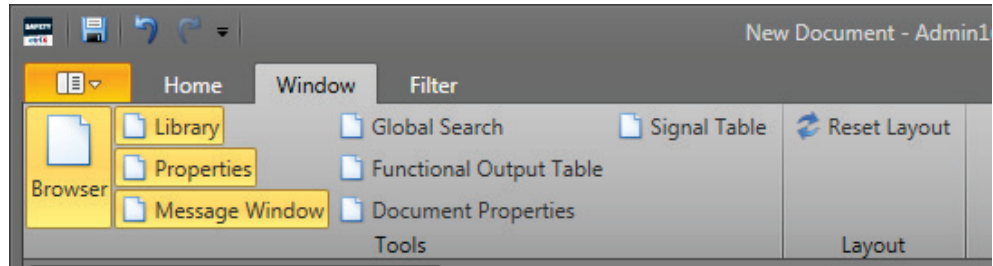 SAFETY
New Document - Admin1
Home Window Filter
Browser
Library
Properties
Message Window
Global Search
Functional Output Table
Document Properties
Signal Table
Tools
Reset Layout
Layout